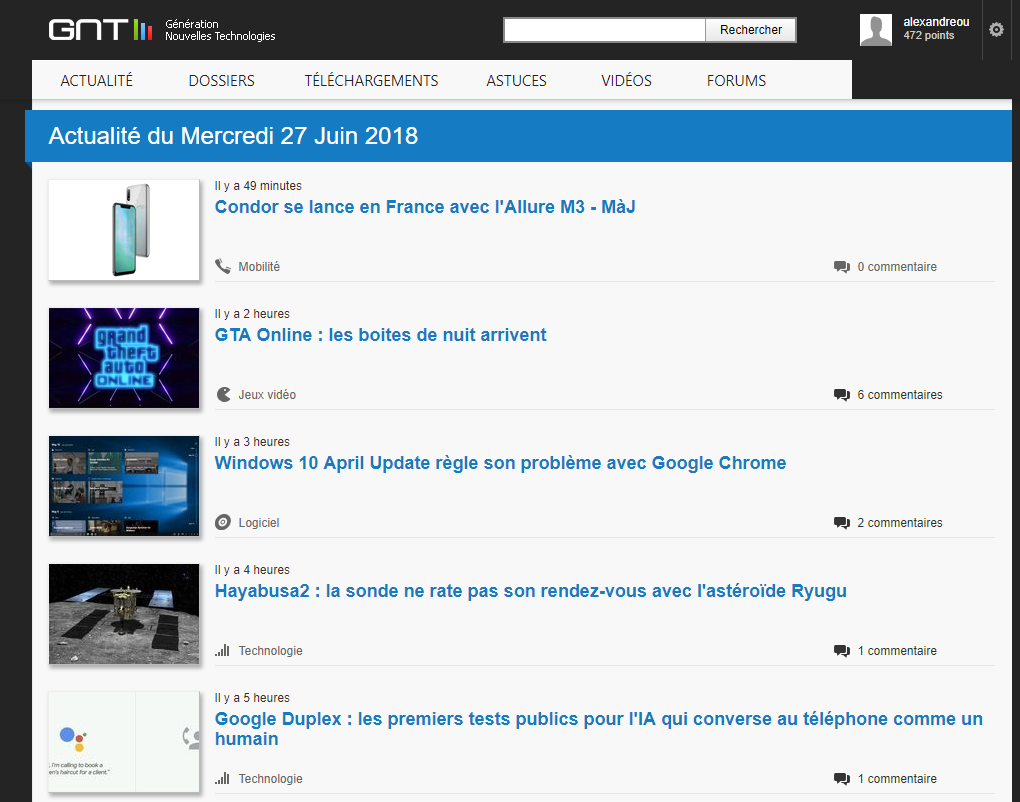 GNT
Génération
Nouvelles Technologies
Rechercher
alexandreou
472 points
ACTUALITÉ DOSSIERS TÉLÉCHARGEMENTS ASTUCES VIDÉOS FORUMS
Actualité du Mercredi 27 Juin 2018
Il y a 49 minutes
Condor se lance en France avec l'Allure M3 - MàJ
Mobilité 0 commentaire
grand
theft
auto
ONLINE
Il y a 2 heures
GTA Online : les boites de nuit arrivent
Jeux vidéo 6 commentaires
Il y a 3 heures
Windows 10 April Update règle son problème avec Google Chrome
Logiciel 2 commentaires
Il y a 4 heures
Hayabusa2 : la sonde ne rate pas son rendez-vous avec l'astéroïde Ryugu
Technologie 1 commentaire
Il y a 5 heures
Google Duplex : les premiers tests publics pour l'IA qui converse au téléphone comme un
humain
, I'm calling to book a
en's haircut for a client."
Technologie 1 commentaire